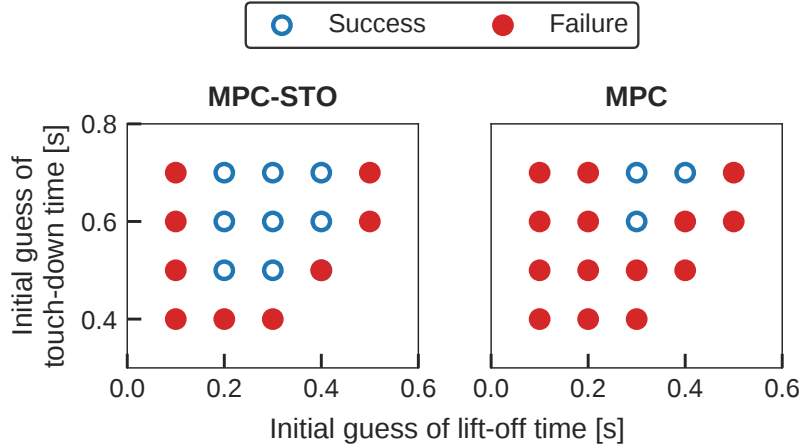 Success Failure
MPC-STO MPC
Initial guess of
touch-down time [s]
0.8
0.6
0.4
0.0 0.2 0.4 0.6 0.0 0.2 0.4 0.6
Initial guess of lift-off time [s]